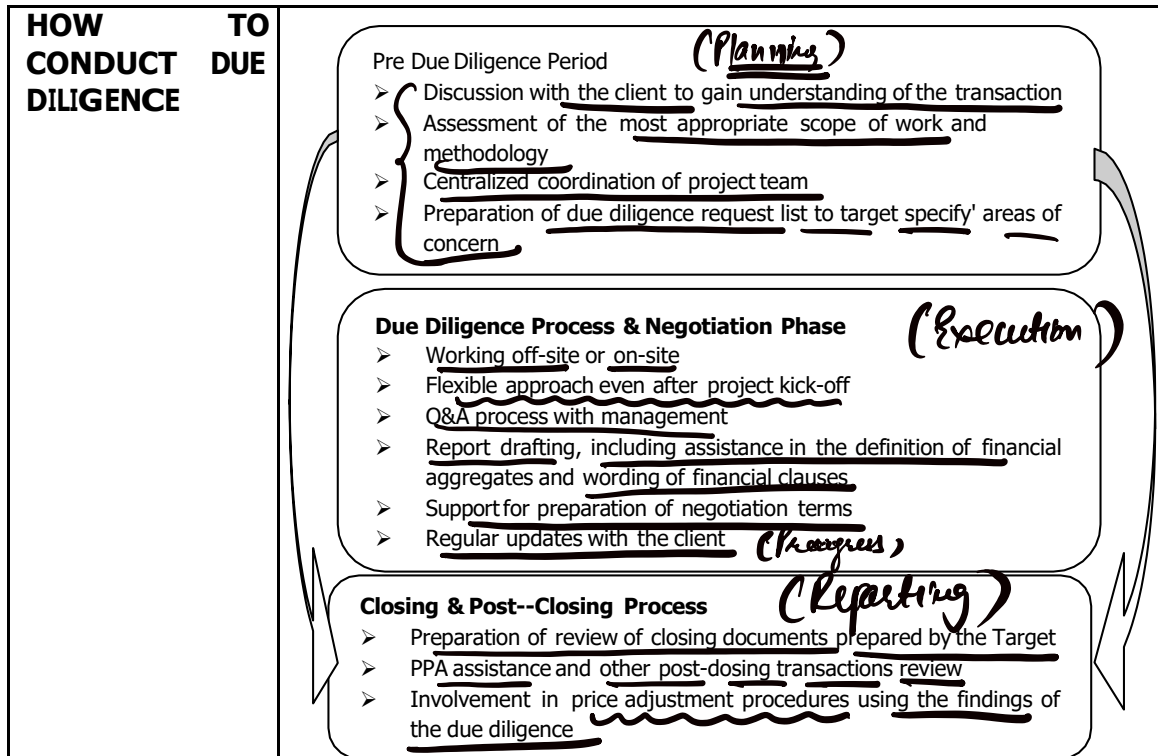 HOW TO
CONDUCT DUE
DILIGENCE
Pre Due Diligence Period (Planning)
➢ Discussion with the client to gain understanding of the transaction
➢ Assessment of the most appropriate scope of work and
methodology
➢ Centralized coordination of project team
➢ Preparation of due diligence request list to target specify' areas of
concern
Due Diligence Process & Negotiation Phase (Execution)
➢ Working off-site or on-site
➢ Flexible approach even after project kick-off
➢ Q&A process with management
➢ Report drafting, including assistance in the definition of financial
aggregates and wording of financial clauses
➢ Support for preparation of negotiation terms
➢ Regular updates with the client (Progress)
Closing & Post--Closing Process (Reporting)
➢ Preparation of review of closing documents prepared by the Target
➢ PPA assistance and other post-dosing transactions review
➢ Involvement in price adjustment procedures using the findings of
the due diligence